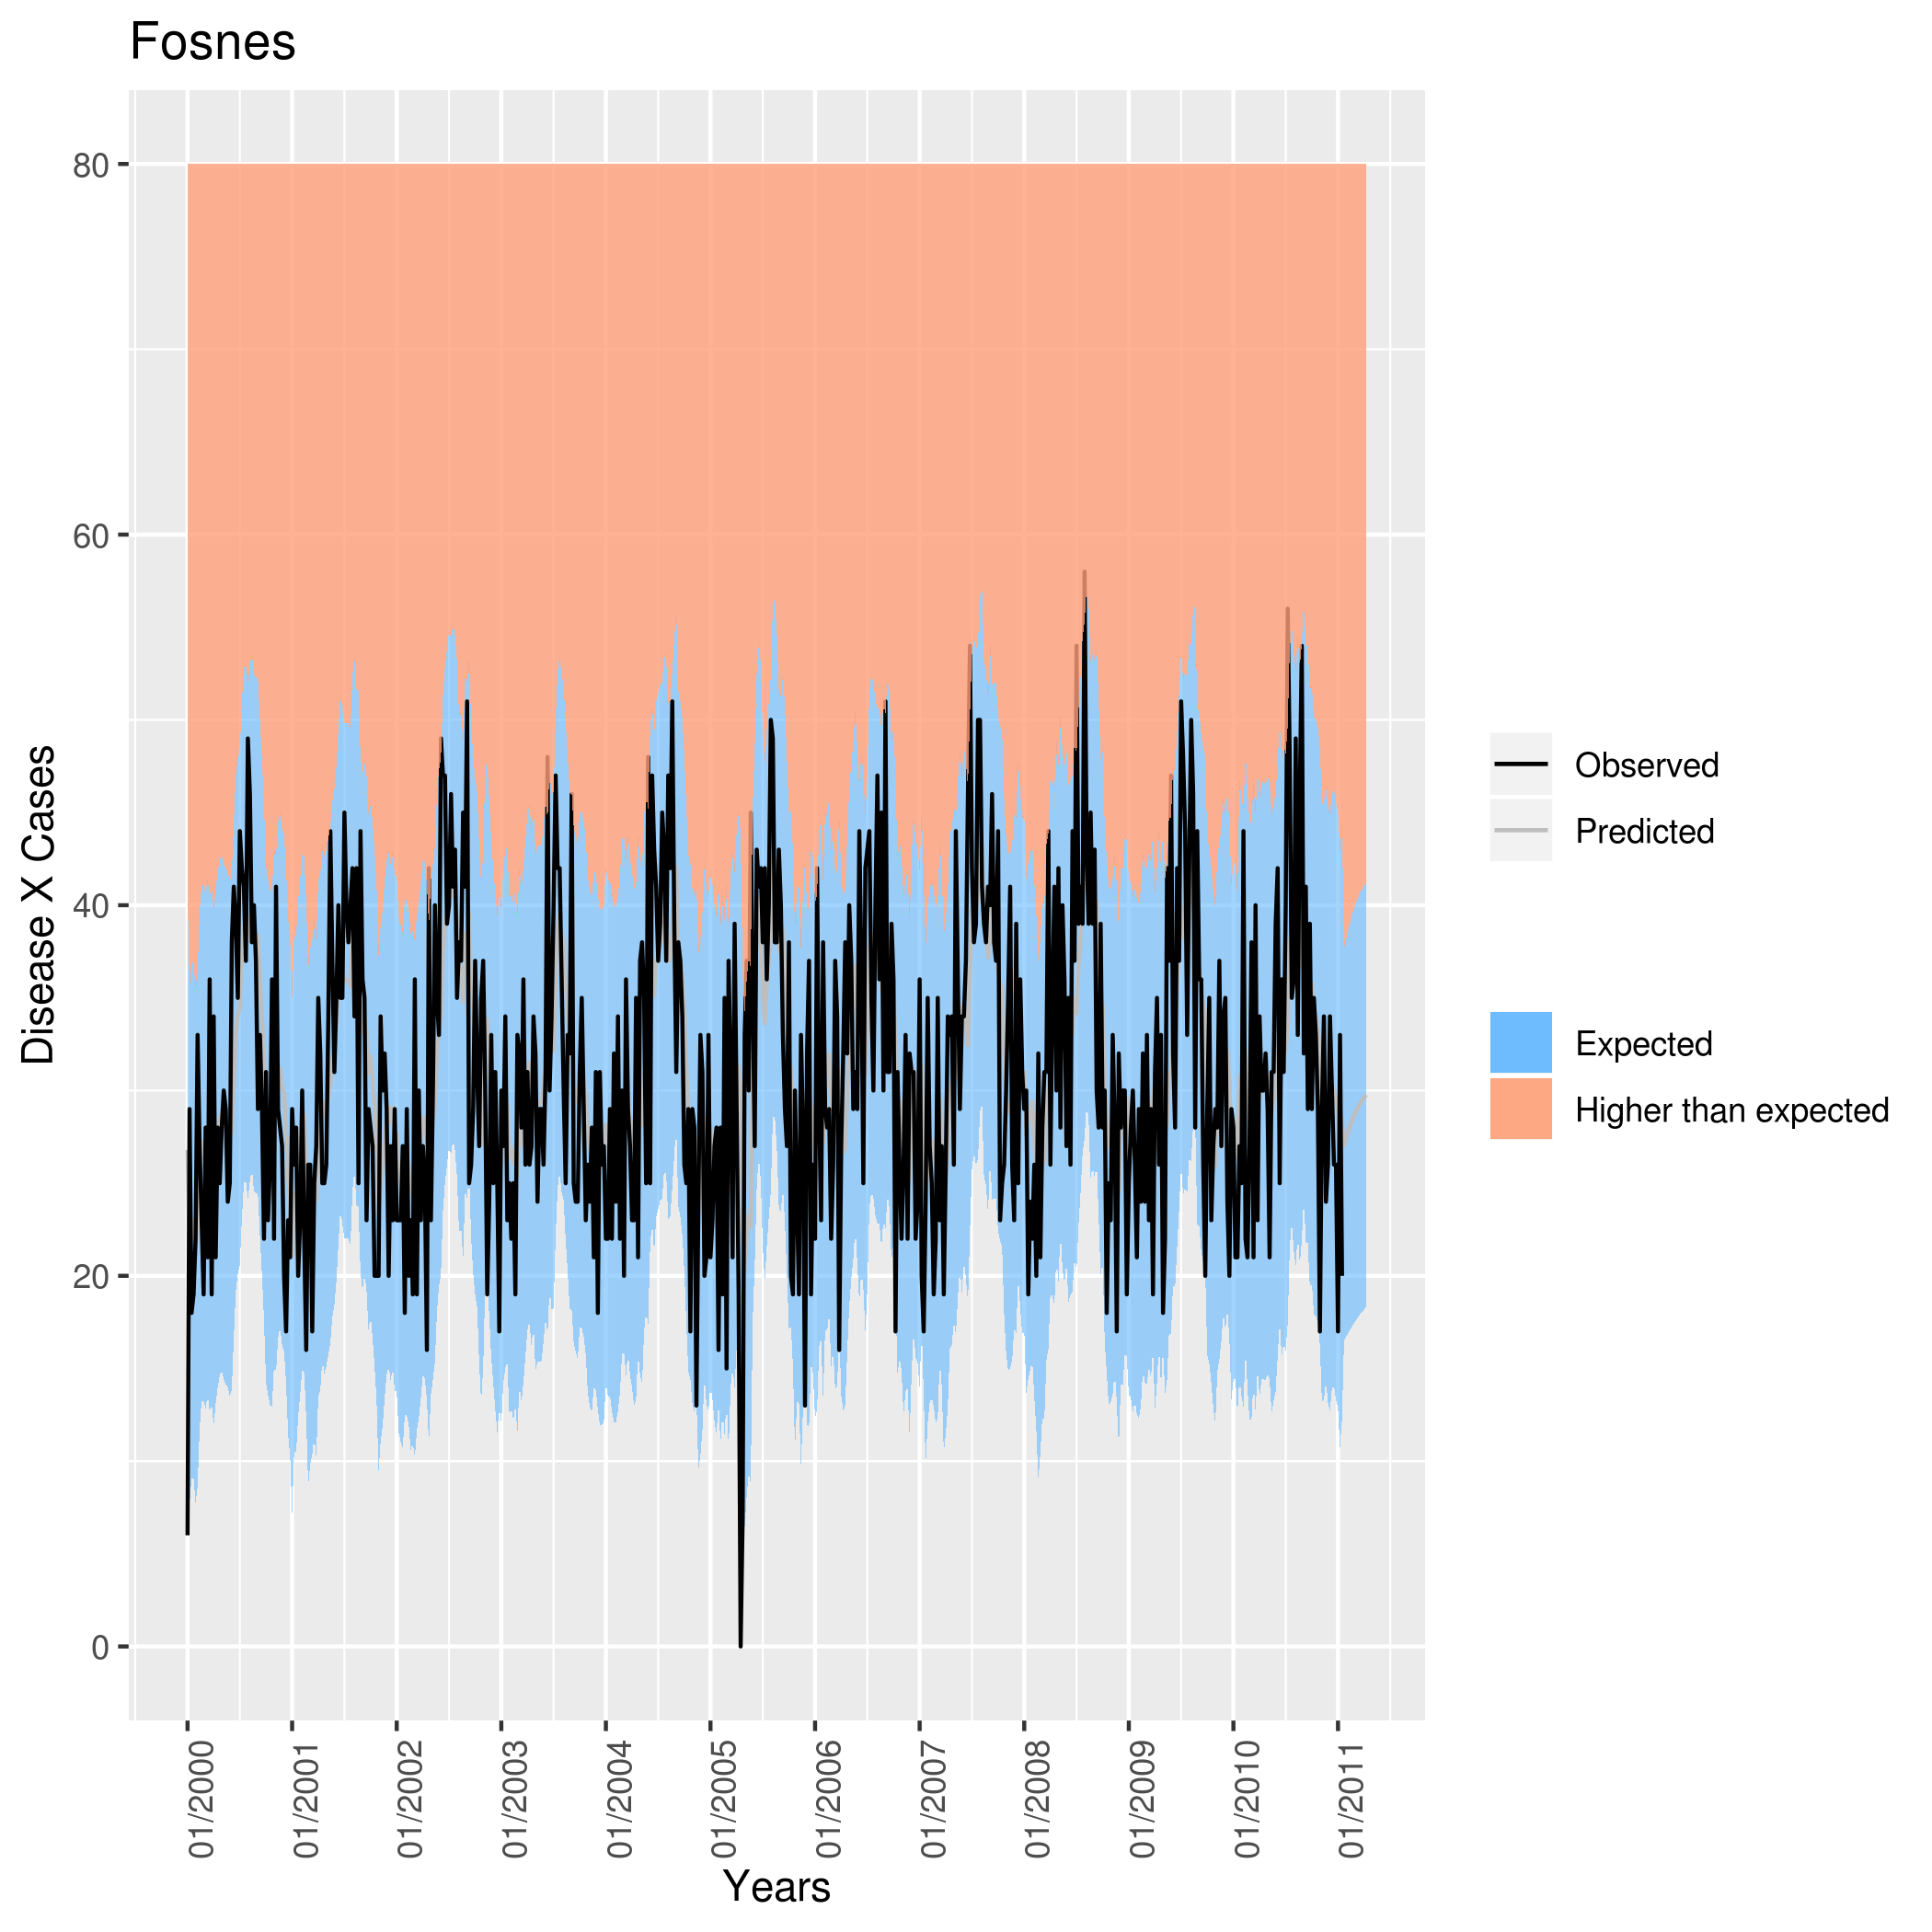 Fosnes
80
60
40
20
0
Disease X Cases
01/2000
01/2001
01/2002
01/2003
01/2004
01/2005
01/2006
01/2007
01/2008
01/2009
01/2010
01/2011
Years
Observed
Predicted
Expected
Higher than expected